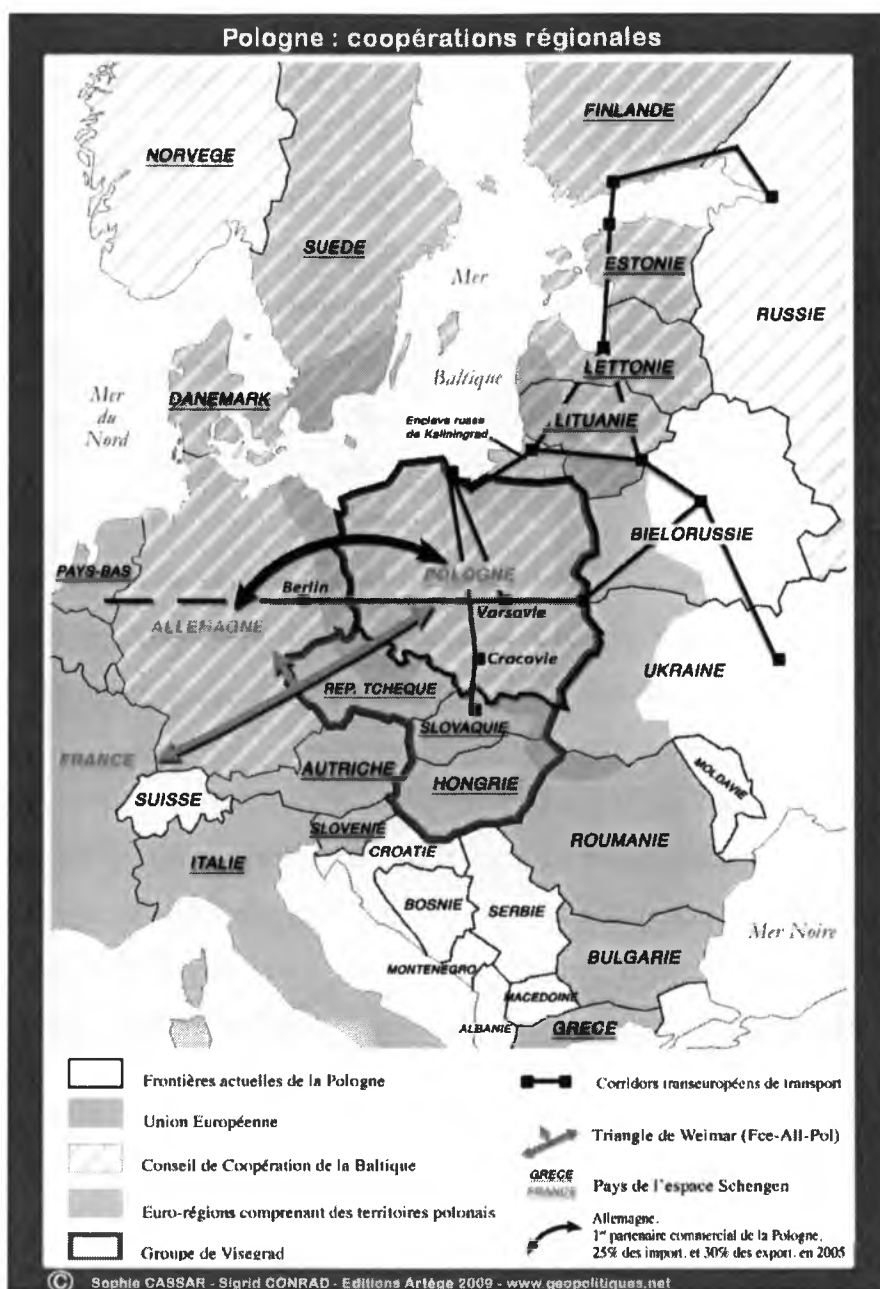 Pologne : coopérations régionales
FINLANDE
NORVEGE
SUEDE
Mer
ESTONIE
RUSSIE
Baltique
LETTONIE
Mer
du
Nord
DANEMARK
Enclave russe
de Kaliningrad
LITUANIE
BIELORUSSIE
PAYS-BAS
POLOGNE
Berlin
Varsovie
ALLEMAGNE
Cracovie
UKRAINE
REP. TCHEQUE
SLOVAQUIE
FRANCE
AUTRICHE
HONGRIE
MOLDAVIE
SUISSE
SLOVENIE
CROATIE
ROUMANIE
ITALIE
BOSNIE
SERBIE
Mer Noire
BULGARIE
MONTENEGRO
MACEDOINE
ALBANIE
GRECE
Frontières actuelles de la Pologne
Union Européenne
Conseil de Coopération de la Baltique
Euro-régions comprenant des territoires polonais
Groupe de Visegrad
Corridors transeuropéens de transport
Triangle de Weimar (Fce-All-Pol)
GRECE
FRANCE
Pays de l'espace Schengen
Allemagne.
1er partenaire commercial de la Pologne,
25% des import. et 30% des export. en 2005
© Sophie CASSAR - Sigrid CONRAD - Editions Artège 2009 - www.geopolitiques.net